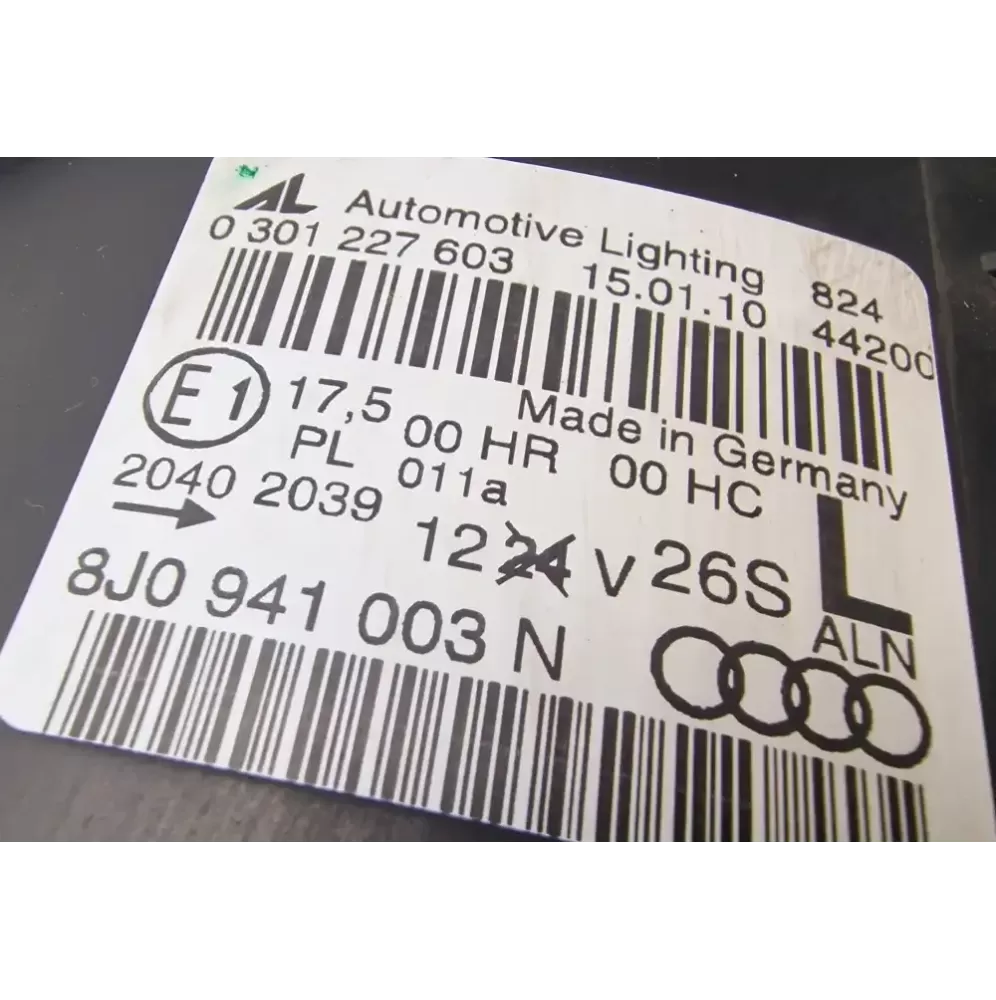 AL Automotive Lighting 824
0 301 227 603 15.01.10 44200
Made in Germany
E1 17,5 00 HR 00 HC L
PL 011a
2040 2039 12 24 V 26S
→ ALN
8J0 941 003 N